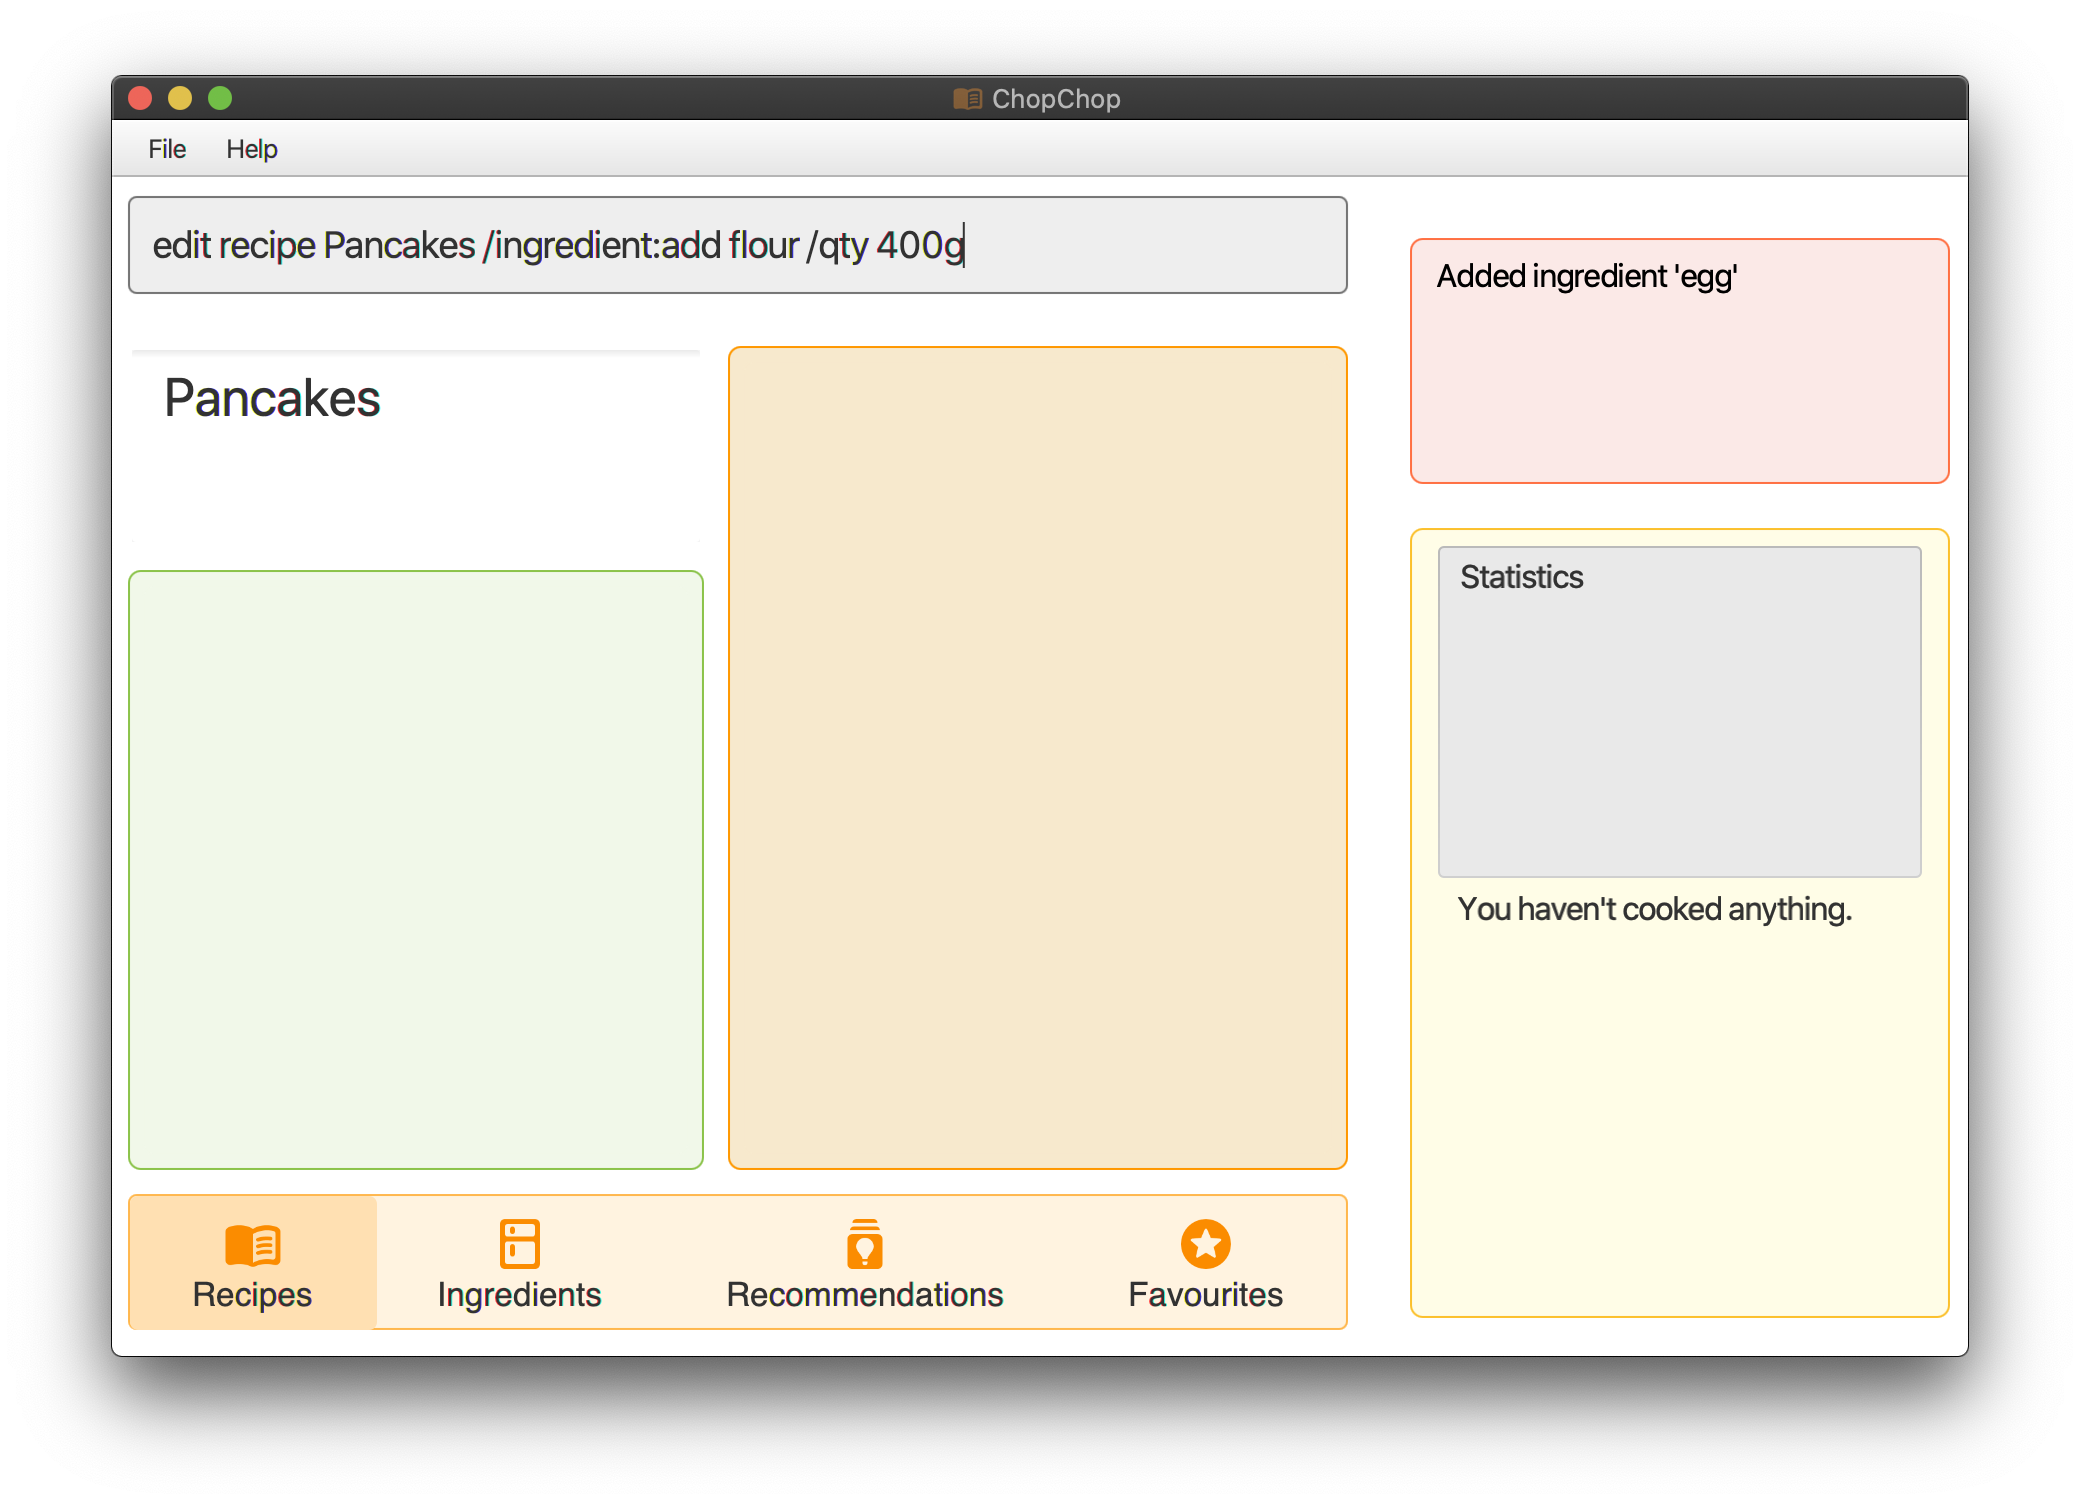 ChopChop
File Help
edit recipe Pancakes /ingredient:add flour /qty 400g
Added ingredient 'egg'
Pancakes
Statistics
You haven't cooked anything.
Recipes Ingredients Recommendations Favourites